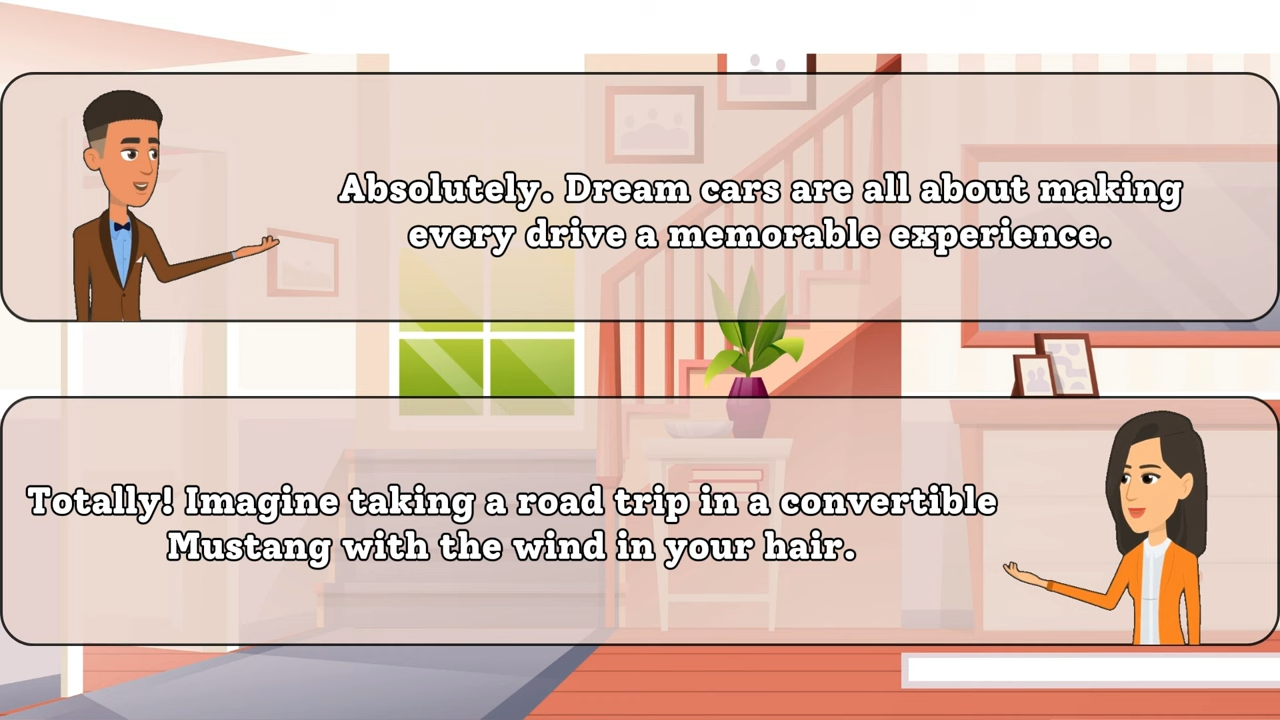 Absolutely. Dream cars are all about making
every drive a memorable experience.
Totally! Imagine taking a road trip in a convertible
Mustang with the wind in your hair.